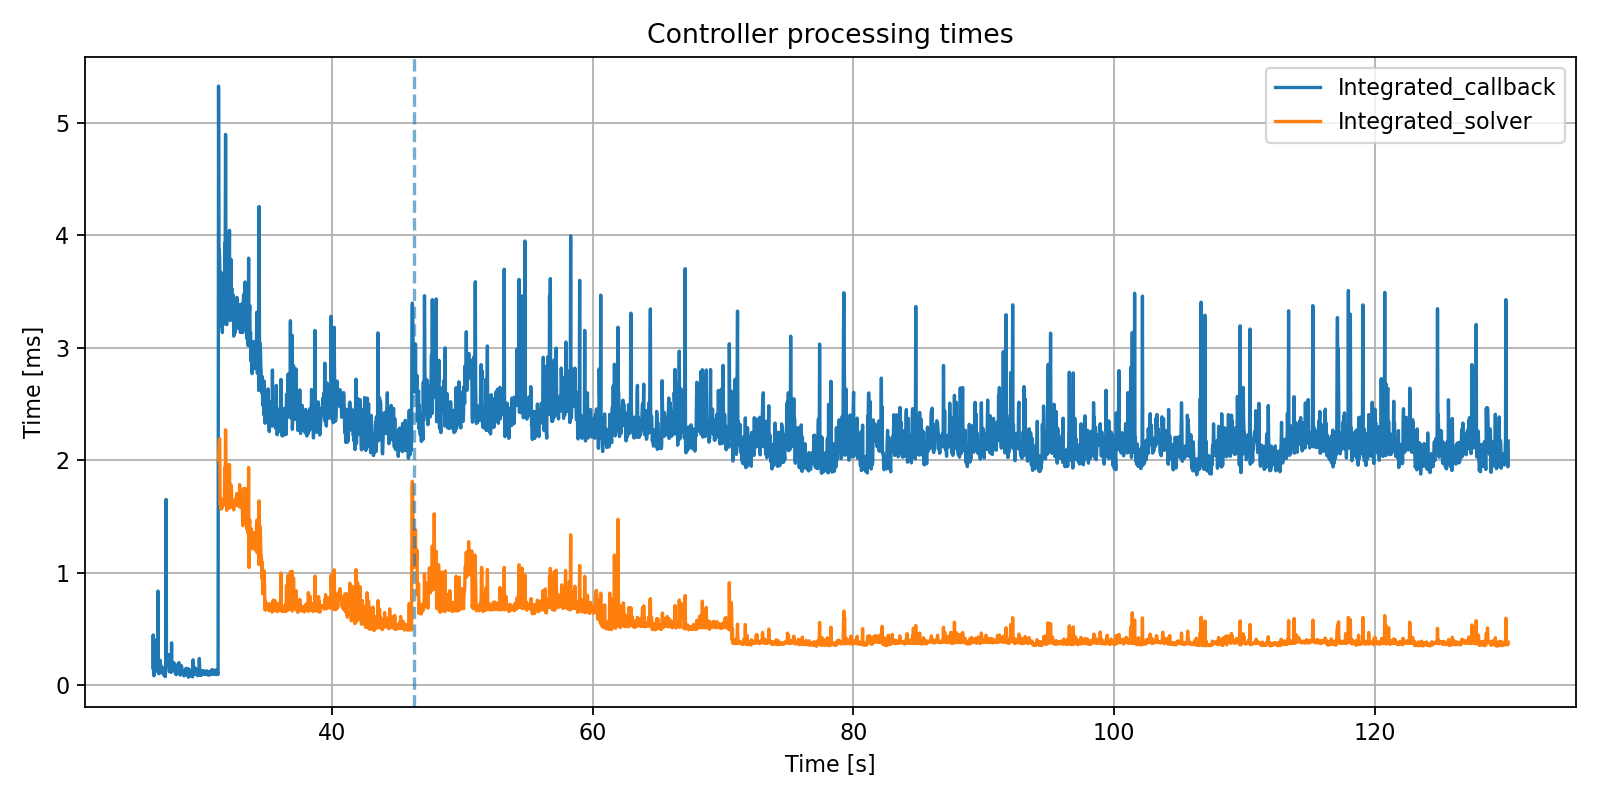 Controller processing times
Integrated_callback
Integrated_solver
Time [ms]
5
4
3
2
1
0
40
60
80
100
120
Time [s]